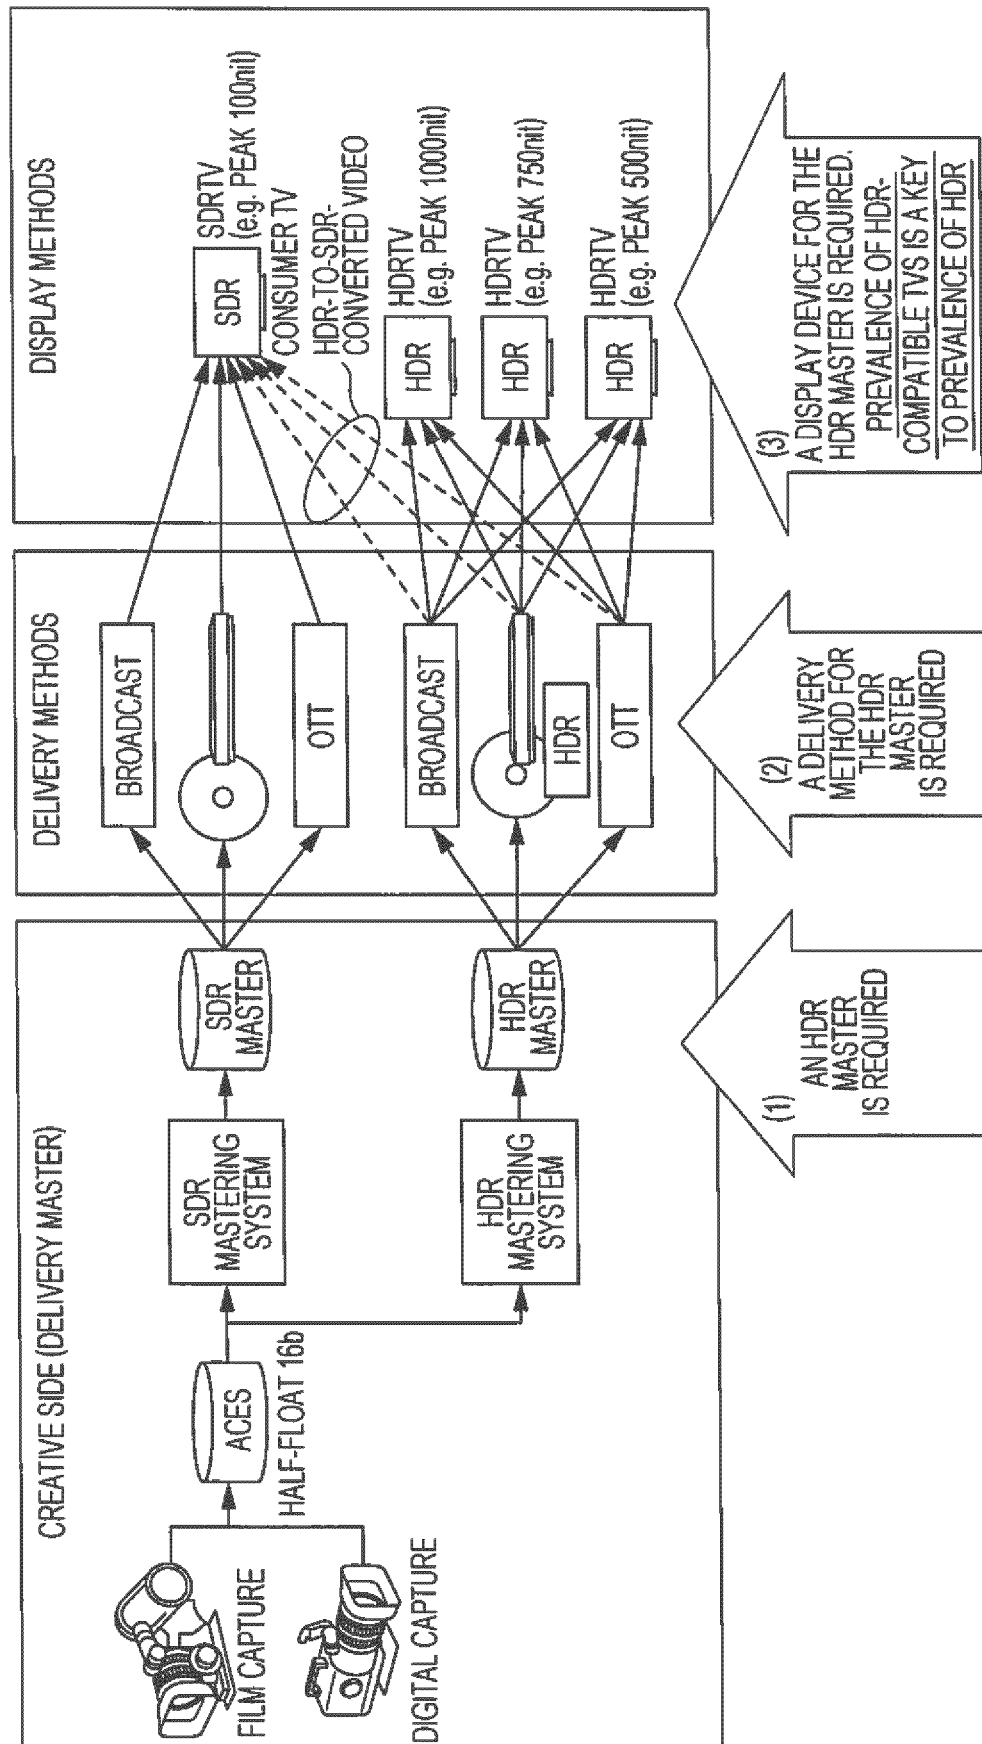 CREATIVE SIDE (DELIVERY MASTER)
FILM CAPTURE
DIGITAL CAPTURE
ACES
HALF-FLOAT 16b
SDR
MASTERING
SYSTEM
HDR
MASTERING
SYSTEM
SDR
MASTER
HDR
MASTER
DELIVERY METHODS
BROADCAST
OTT
BROADCAST
HDR
OTT
DISPLAY METHODS
SDR
SDRTV
(e.g. PEAK 100nit)
CONSUMER TV
HDR-TO-SDR-
CONVERTED VIDEO
HDR
HDRTV
(e.g. PEAK 1000nit)
HDR
HDRTV
(e.g. PEAK 750nit)
HDR
HDRTV
(e.g. PEAK 500nit)
(1)
AN HDR
MASTER
IS REQUIRED
(2)
A DELIVERY
METHOD FOR
THE HDR
MASTER
IS REQUIRED
(3)
A DISPLAY DEVICE FOR THE
HDR MASTER IS REQUIRED.
PREVALENCE OF HDR-
COMPATIBLE TVS IS A KEY
TO PREVALENCE OF HDR